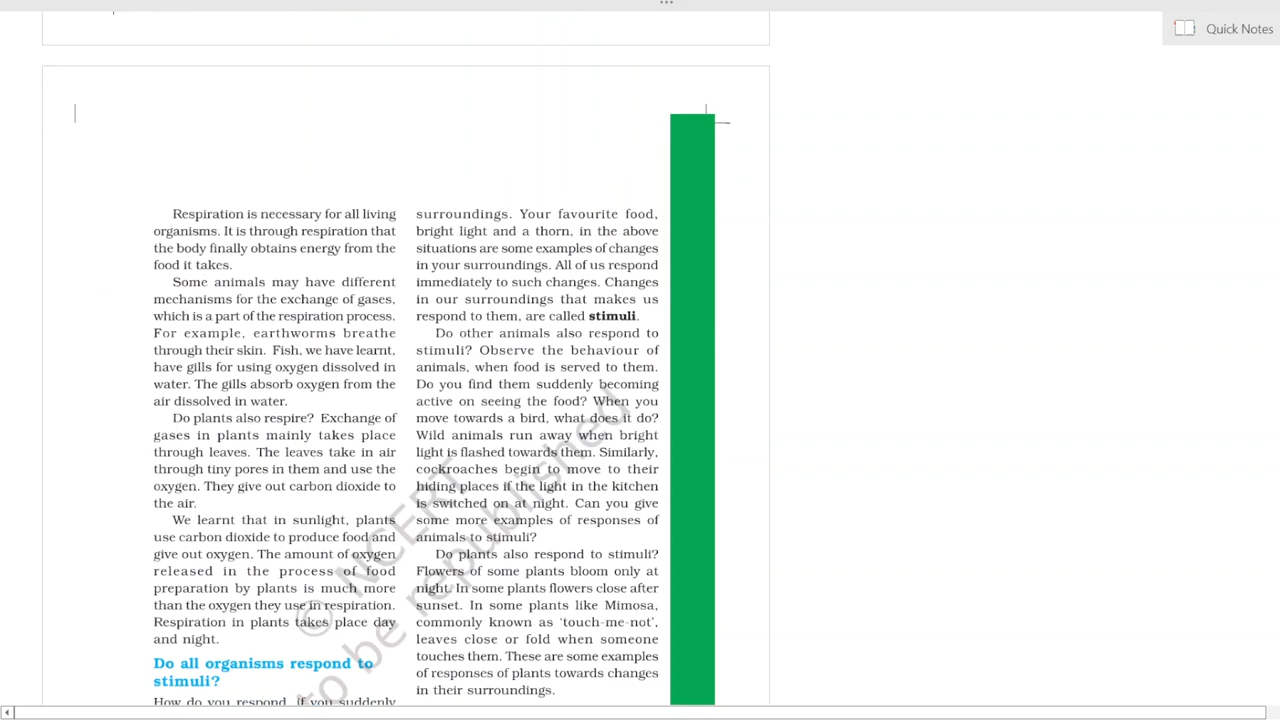 Quick Notes
Respiration is necessary for all living
organisms. It is through respiration that
the body finally obtains energy from the
food it takes.
Some animals may have different
mechanisms for the exchange of gases,
which is a part of the respiration process.
For example, earthworms breathe
through their skin. Fish, we have learnt,
have gills for using oxygen dissolved in
water. The gills absorb oxygen from the
air dissolved in water.
Do plants also respire? Exchange of
gases in plants mainly takes place
through leaves. The leaves take in air
through tiny pores in them and use the
oxygen. They give out carbon dioxide to
the air.
We learnt that in sunlight, plants
use carbon dioxide to produce food and
give out oxygen. The amount of oxygen
released in the process of food
preparation by plants is much more
than the oxygen they use in respiration.
Respiration in plants takes place day
and night.
Do all organisms respond to
stimuli?
How do you respond, if you suddenly
surroundings. Your favourite food,
bright light and a thorn, in the above
situations are some examples of changes
in your surroundings. All of us respond
immediately to such changes. Changes
in our surroundings that makes us
respond to them, are called stimuli.
Do other animals also respond to
stimuli? Observe the behaviour of
animals, when food is served to them.
Do you find them suddenly becoming
active on seeing the food? When you
move towards a bird, what does it do?
Wild animals run away when bright
light is flashed towards them. Similarly,
cockroaches begin to move to their
hiding places if the light in the kitchen
is switched on at night. Can you give
some more examples of responses of
animals to stimuli?
Do plants also respond to stimuli?
Flowers of some plants bloom only at
night. In some plants flowers close after
sunset. In some plants like Mimosa,
commonly known as ‘touch-me-not’,
leaves close or fold when someone
touches them. These are some examples
of responses of plants towards changes
in their surroundings.
© NCERT
to be republished